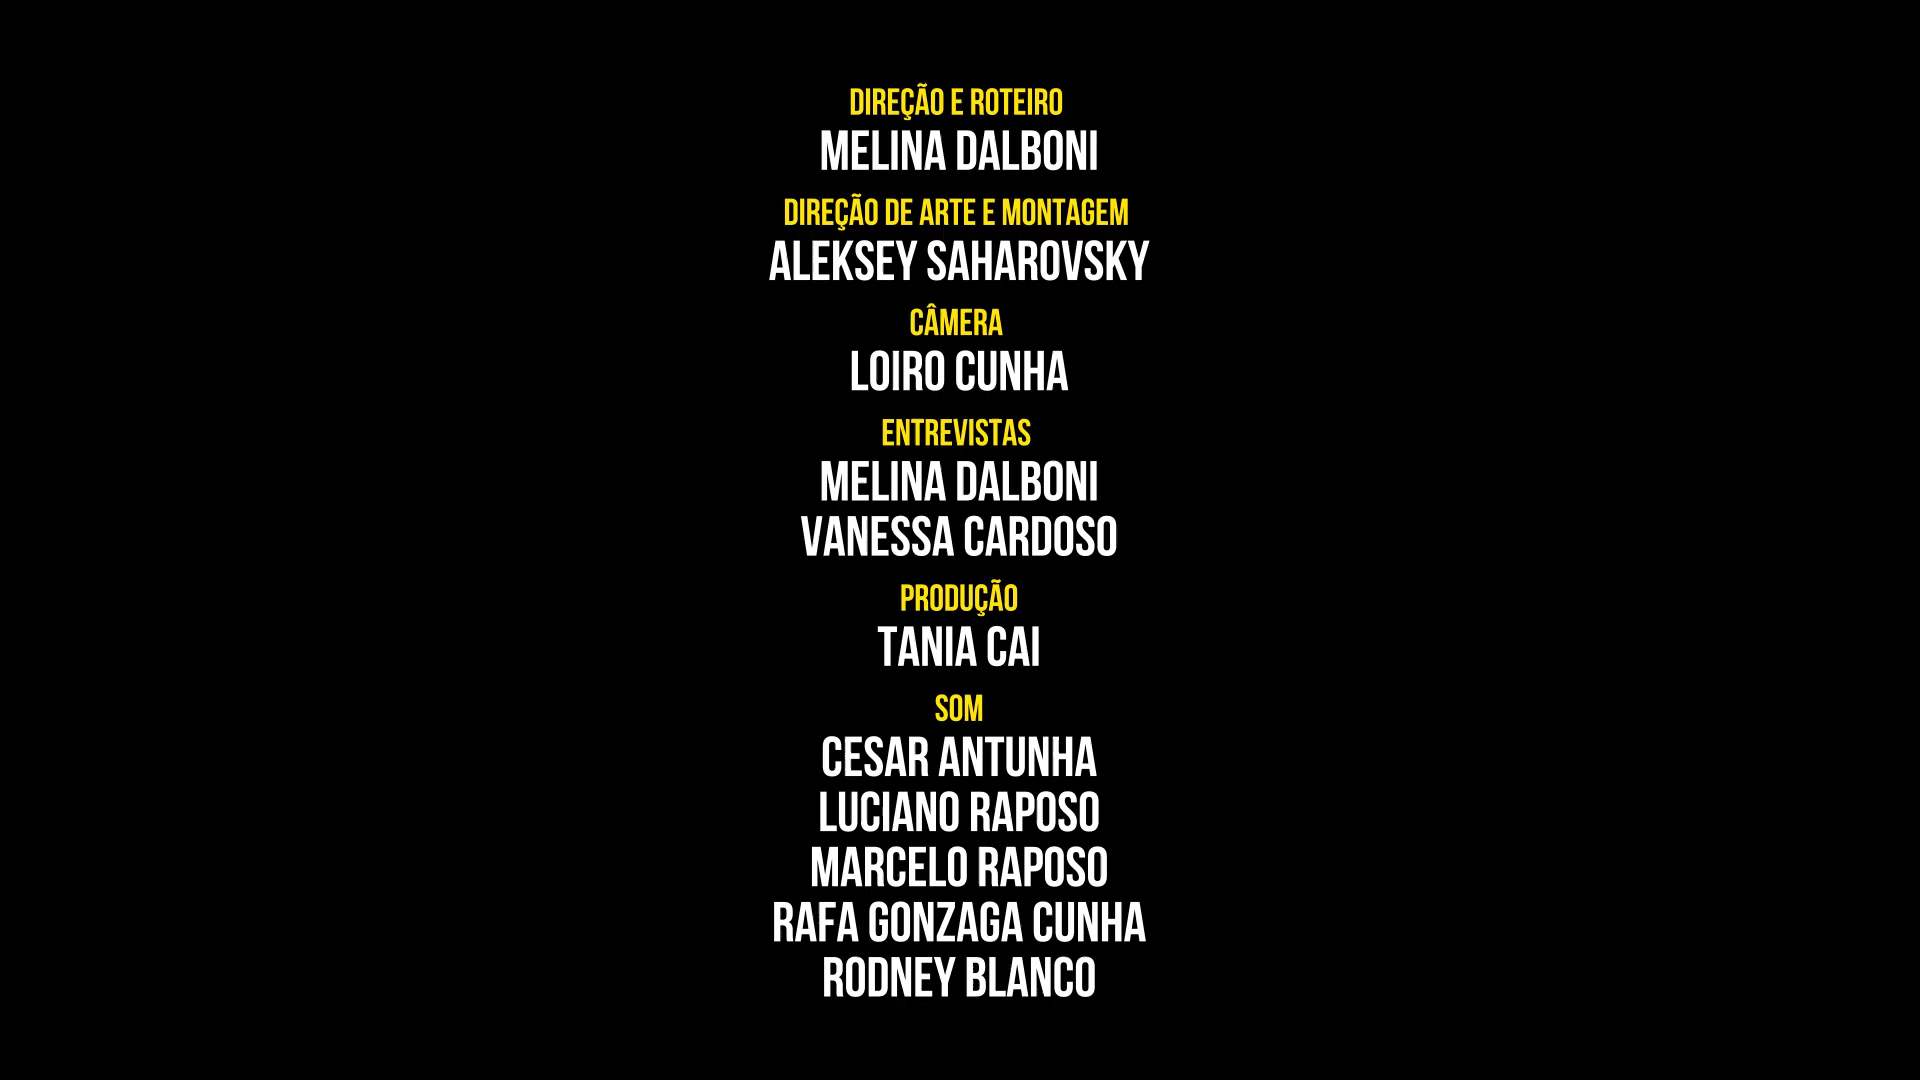 DIREÇÃO E ROTEIRO
MELINA DALBONI
DIREÇÃO DE ARTE E MONTAGEM
ALEKSEY SAHAROVSKY
CÂMERA
LOIRO CUNHA
ENTREVISTAS
MELINA DALBONI
VANESSA CARDOSO
PRODUÇÃO
TANIA CAI
SOM
CESAR ANTUNHA
LUCIANO RAPOSO
MARCELO RAPOSO
RAFA GONZAGA CUNHA
RODNEY BLANCO